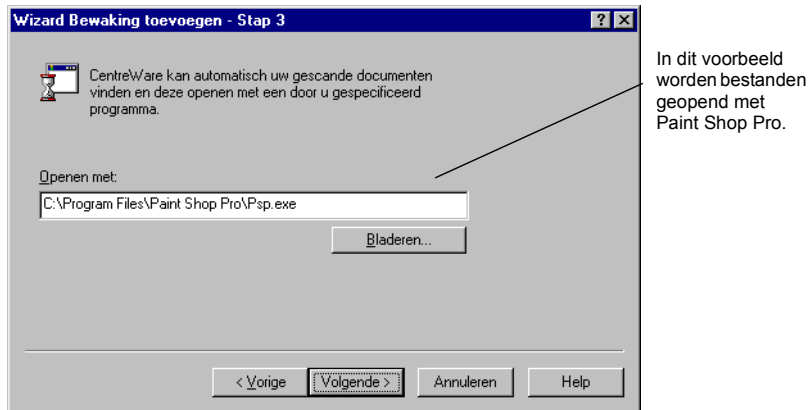 Wizard Bewaking toevoegen - Stap 3
CentreWare kan automatisch uw gescande documenten
vinden en deze openen met een door u gespecificeerd
programma.
Openen met:
C:\Program Files\Paint Shop Pro\Psp.exe
Bladeren...
< Vorige
Volgende >
Annuleren
Help
In dit voorbeeld
worden bestanden
geopend met
Paint Shop Pro.